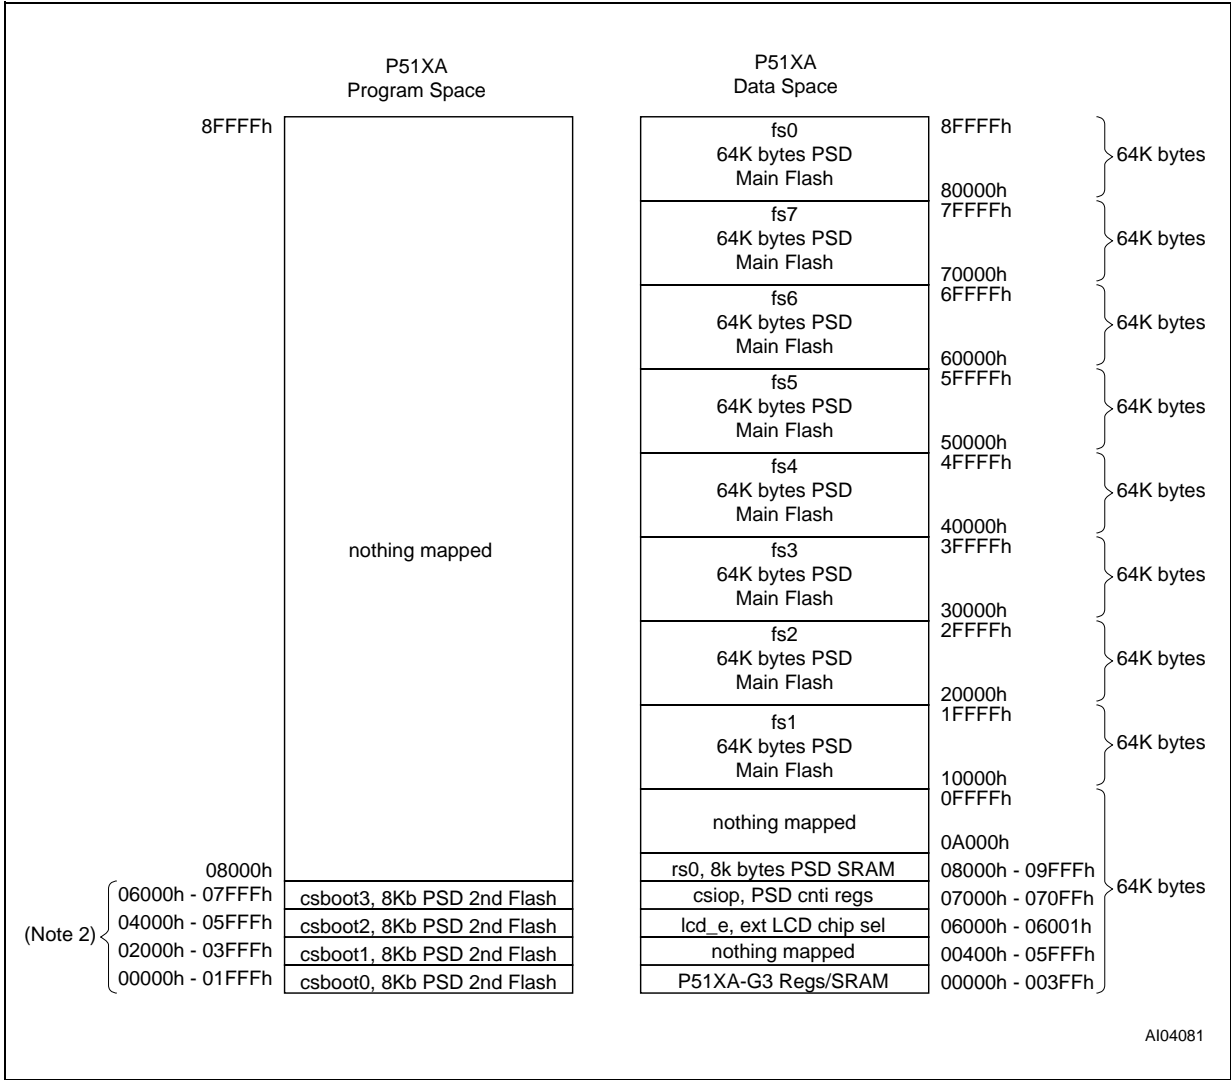 P51XA
Program Space
P51XA
Data Space
8FFFFh
nothing mapped
08000h
06000h - 07FFFh
csboot3, 8Kb PSD 2nd Flash
04000h - 05FFFh
csboot2, 8Kb PSD 2nd Flash
02000h - 03FFFh
csboot1, 8Kb PSD 2nd Flash
00000h - 01FFFh
csboot0, 8Kb PSD 2nd Flash
(Note 2)
fs0
64K bytes PSD
Main Flash
8FFFFh
80000h
64K bytes
fs7
64K bytes PSD
Main Flash
7FFFFh
70000h
64K bytes
fs6
64K bytes PSD
Main Flash
6FFFFh
60000h
64K bytes
fs5
64K bytes PSD
Main Flash
5FFFFh
50000h
64K bytes
fs4
64K bytes PSD
Main Flash
4FFFFh
40000h
64K bytes
fs3
64K bytes PSD
Main Flash
3FFFFh
30000h
64K bytes
fs2
64K bytes PSD
Main Flash
2FFFFh
20000h
64K bytes
fs1
64K bytes PSD
Main Flash
1FFFFh
10000h
64K bytes
nothing mapped
0FFFFh
0A000h
rs0, 8k bytes PSD SRAM
08000h - 09FFFh
csiop, PSD cnti regs
07000h - 070FFh
lcd_e, ext LCD chip sel
06000h - 06001h
nothing mapped
00400h - 05FFFh
P51XA-G3 Regs/SRAM
00000h - 003FFh
64K bytes
AI04081